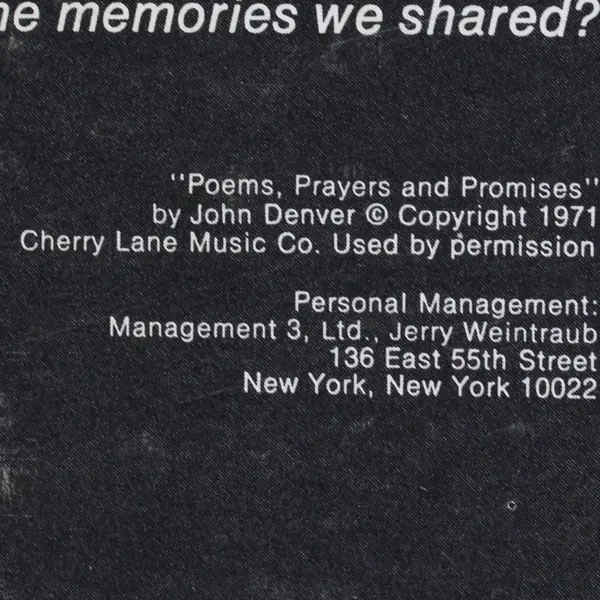 memories we shared?
"Poems, Prayers and Promises"
by John Denver © Copyright 1971
Cherry Lane Music Co. Used by permission
Personal Management:
Management 3, Ltd., Jerry Weintraub
136 East 55th Street
New York, New York 10022